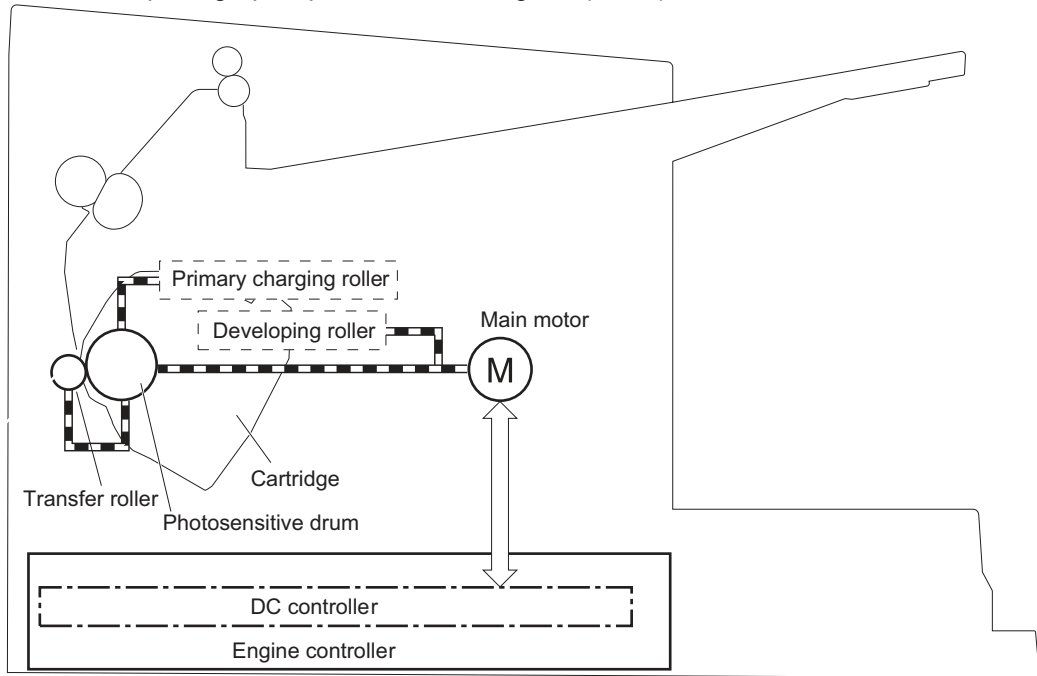 Primary charging roller
Developing roller
Main motor
M
Cartridge
Transfer roller
Photosensitive drum
DC controller
Engine controller